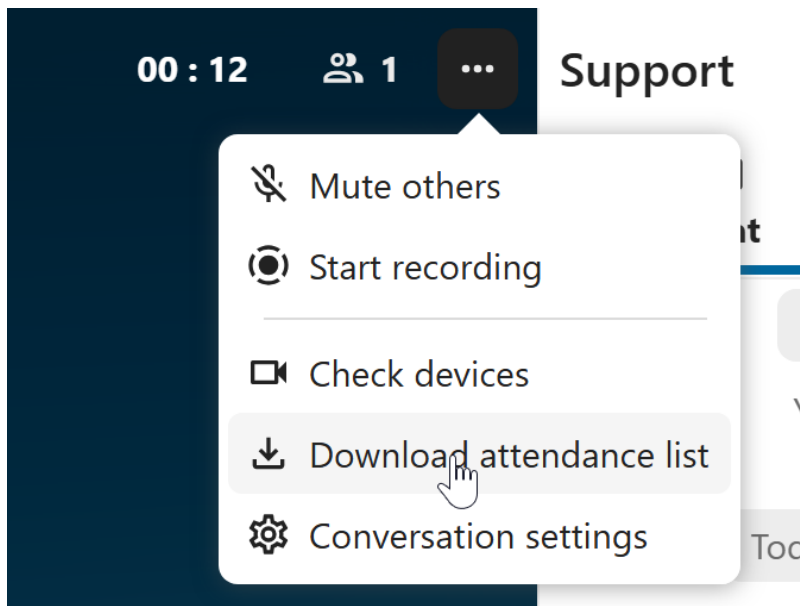 00 : 12 1 ... Support
Mute others
Start recording
Check devices
Download attendance list
Conversation settings